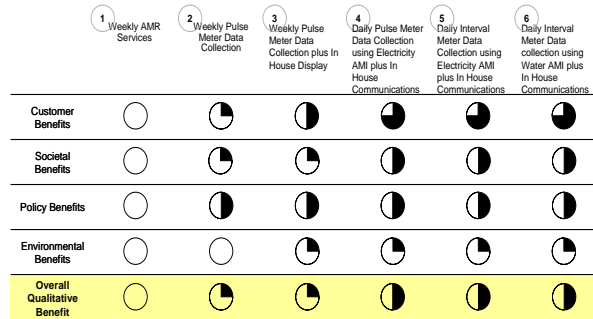 1
Weekly AMR
Services
2
Weekly Pulse
Meter Data
Collection
3
Weekly Pulse
Meter Data
Collection plus In
House Display
4
Daily Pulse Meter
Data Collection
using Electricity
AMI plus In
House
Communications
5
Daily Interval
Meter Data
Collection using
Electricity AMI
plus In House
Communications
6
Daily Interval
Meter Data
collection using
Water AMI plus
In House
Communications
Customer
Benefits
Societal
Benefits
Policy Benefits
Environmental
Benefits
Overall
Qualitative
Benefit